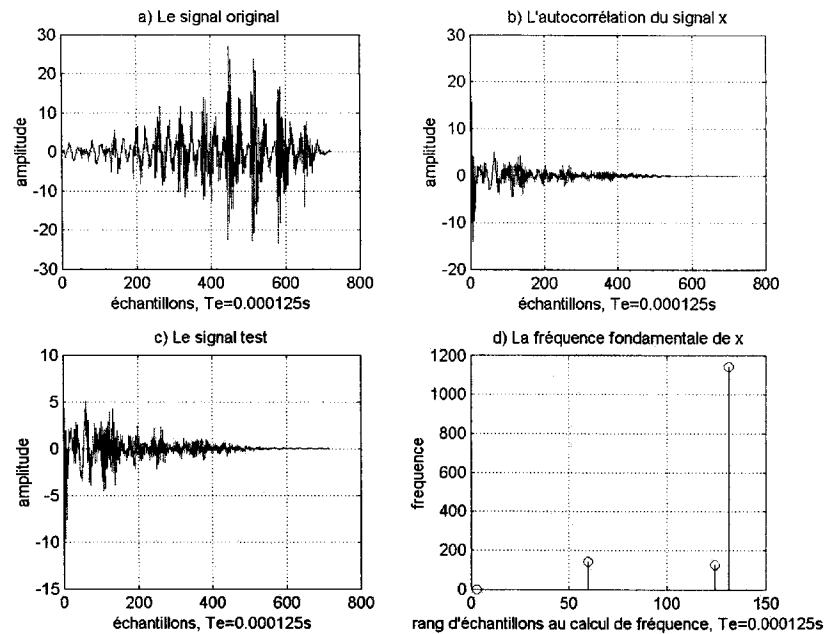 a) Le signal original
30
20
10
0
-10
-20
-30
amplitude
0 200 400 600 800
échantillons, Te=0.000125s
b) L'autocorrélation du signal x
30
20
10
0
-10
-20
amplitude
0 200 400 600 800
échantillons, Te=0.000125s
c) Le signal test
10
5
0
-5
-10
-15
amplitude
0 200 400 600 800
échantillons, Te=0.000125s
d) La fréquence fondamentale de x
1200
1000
800
600
400
200
0
frequence
0 50 100 150
rang d'échantillons au calcul de fréquence, Te=0.000125s